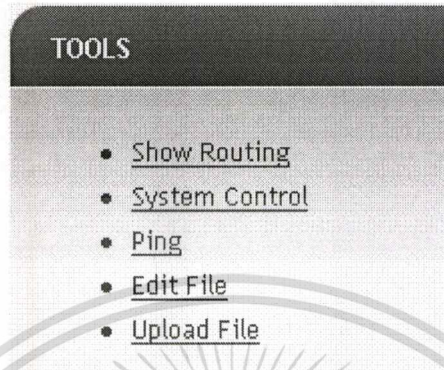 TOOLS
Show Routing
System Control
Ping
Edit File
Upload File